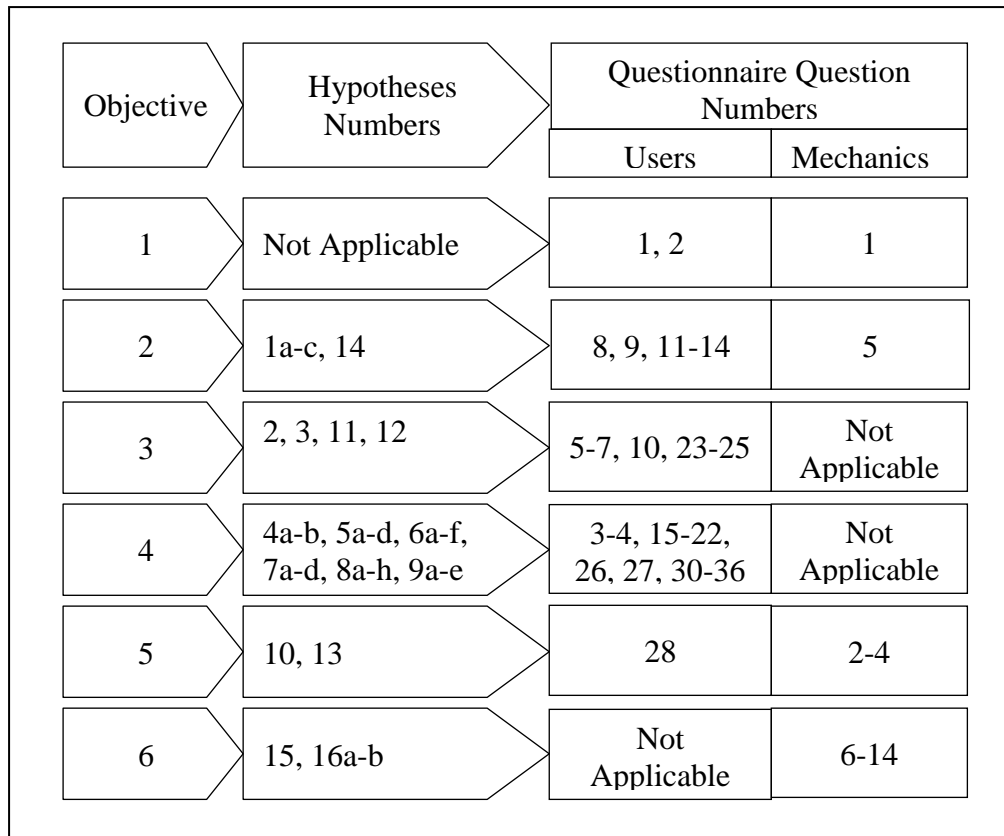 Objective
Hypotheses
Numbers
Questionnaire Question
Numbers
Users
Mechanics
1
Not Applicable
1, 2
1
2
1a-c, 14
8, 9, 11-14
5
3
2, 3, 11, 12
5-7, 10, 23-25
Not
Applicable
4
4a-b, 5a-d, 6a-f,
7a-d, 8a-h, 9a-e
3-4, 15-22,
26, 27, 30-36
Not
Applicable
5
10, 13
28
2-4
6
15, 16a-b
Not
Applicable
6-14